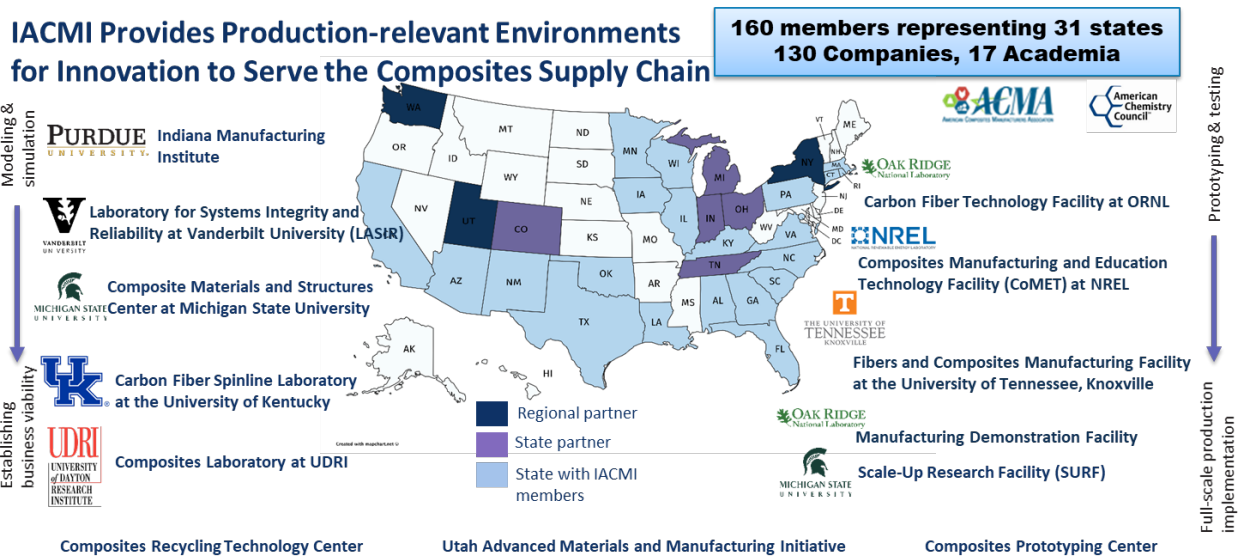 IACMI Provides Production-relevant Environments
for Innovation to Serve the Composites Supply Chain
160 members representing 31 states
130 Companies, 17 Academia
ACMA
AMERICAN COMPOSITES MANUFACTURERS ASSOCIATION
American
Chemistry
Council
Modeling &
simulation
Establishing
business viability
PURDUE
UNIVERSITY
Indiana Manufacturing
Institute
VANDERBILT
UNIVERSITY
Laboratory for Systems Integrity and
Reliability at Vanderbilt University (LASIR)
MICHIGAN STATE
UNIVERSITY
Composite Materials and Structures
Center at Michigan State University
UK
Carbon Fiber Spinline Laboratory
at the University of Kentucky
UDRI
UNIVERSITY
of DAYTON
RESEARCH
INSTITUTE
Composites Laboratory at UDRI
WA
MT
ND
OR
ID
SD
MN
WI
MI
VT
ME
NH
NY
MA
CT
RI
WY
NE
IA
PA
NJ
NV
UT
CO
KS
MO
IL
IN
OH
WV
DE
MD
DC
VA
KY
AZ
NM
OK
AR
TN
NC
SC
TX
LA
MS
AL
GA
FL
AK
HI
Created with mapchart.net ©
Regional partner
State partner
State with IACMI
members
Prototyping & testing
Full-scale production
implementation
OAK RIDGE
National Laboratory
Carbon Fiber Technology Facility at ORNL
NREL
NATIONAL RENEWABLE ENERGY LABORATORY
Composites Manufacturing and Education
Technology Facility (CoMET) at NREL
T
THE UNIVERSITY OF
TENNESSEE
KNOXVILLE
Fibers and Composites Manufacturing Facility
at the University of Tennessee, Knoxville
OAK RIDGE
National Laboratory
Manufacturing Demonstration Facility
MICHIGAN STATE
UNIVERSITY
Scale-Up Research Facility (SURF)
Composites Recycling Technology Center
Utah Advanced Materials and Manufacturing Initiative
Composites Prototyping Center